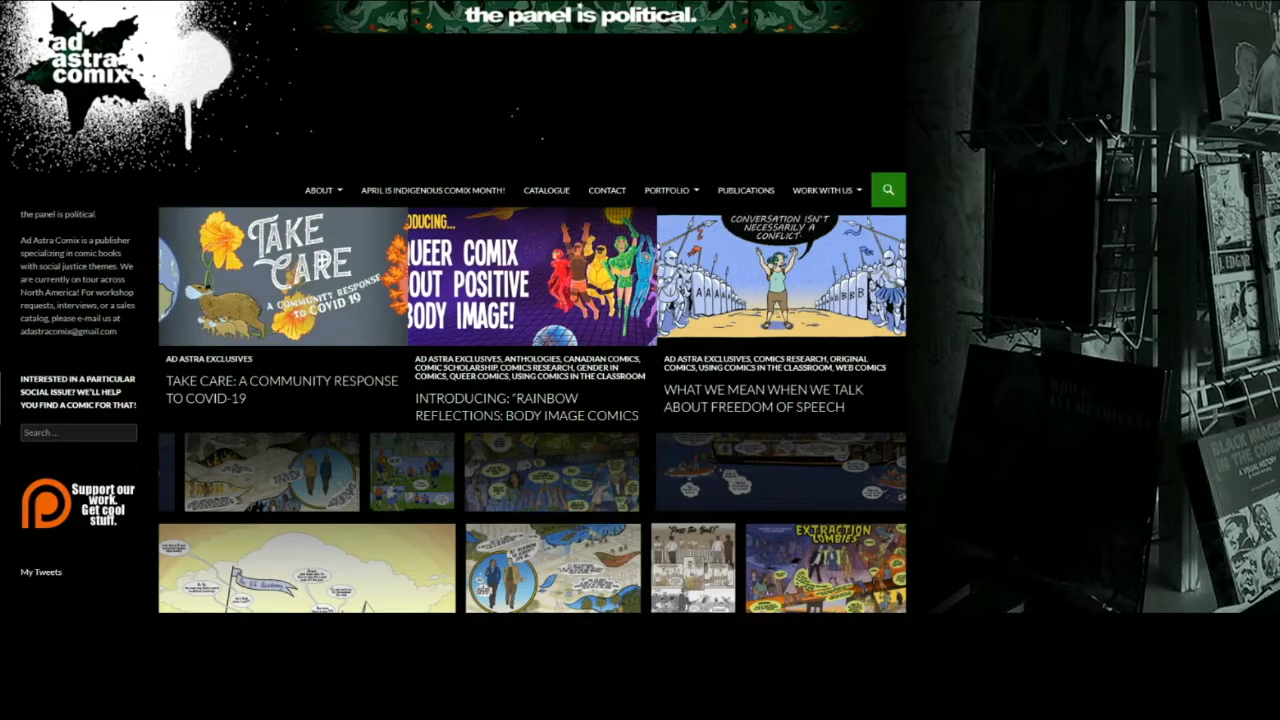 the panel is political.
ad
astra
comix
ABOUT
APRIL IS INDIGENOUS COMIX MONTH!
CATALOGUE
CONTACT
PORTFOLIO
PUBLICATIONS
WORK WITH US
the panel is political.
Ad Astra Comix is a publisher
specializing in comic books
with social justice themes. We
are currently on tour across
North America! For workshop
requests, interviews, or a sales
catalog, please e-mail us at
adastracomix@gmail.com
INTERESTED IN A PARTICULAR
SOCIAL ISSUE? WE'LL HELP
YOU FIND A COMIC FOR THAT!
Search ...
Support our
work.
Get cool
stuff.
My Tweets
TAKE
CARE
A COMMUNITY RESPONSE
TO COVID 19
AD ASTRA EXCLUSIVES
TAKE CARE: A COMMUNITY RESPONSE
TO COVID-19
ODUCING...
UEER COMIX
OUT POSITIVE
BODY IMAGE!
AD ASTRA EXCLUSIVES, ANTHOLOGIES, CANADIAN COMICS,
COMIC SCHOLARSHIP, COMICS RESEARCH, GENDER IN
COMICS, QUEER COMICS, USING COMICS IN THE CLASSROOM
INTRODUCING: "RAINBOW
REFLECTIONS: BODY IMAGE COMICS
CONVERSATION ISN'T
NECESSARILY A
CONFLICT.
A A A A
B B B
AD ASTRA EXCLUSIVES, COMICS RESEARCH, ORIGINAL
COMICS, USING COMICS IN THE CLASSROOM, WEB COMICS
WHAT WE MEAN WHEN WE TALK
ABOUT FREEDOM OF SPEECH
"Pass the Ball!"
EXTRACTION
ZOMBIES
J. EDGAR
BLACK IMAGES
IN THE CO
A VISUAL HISTORY